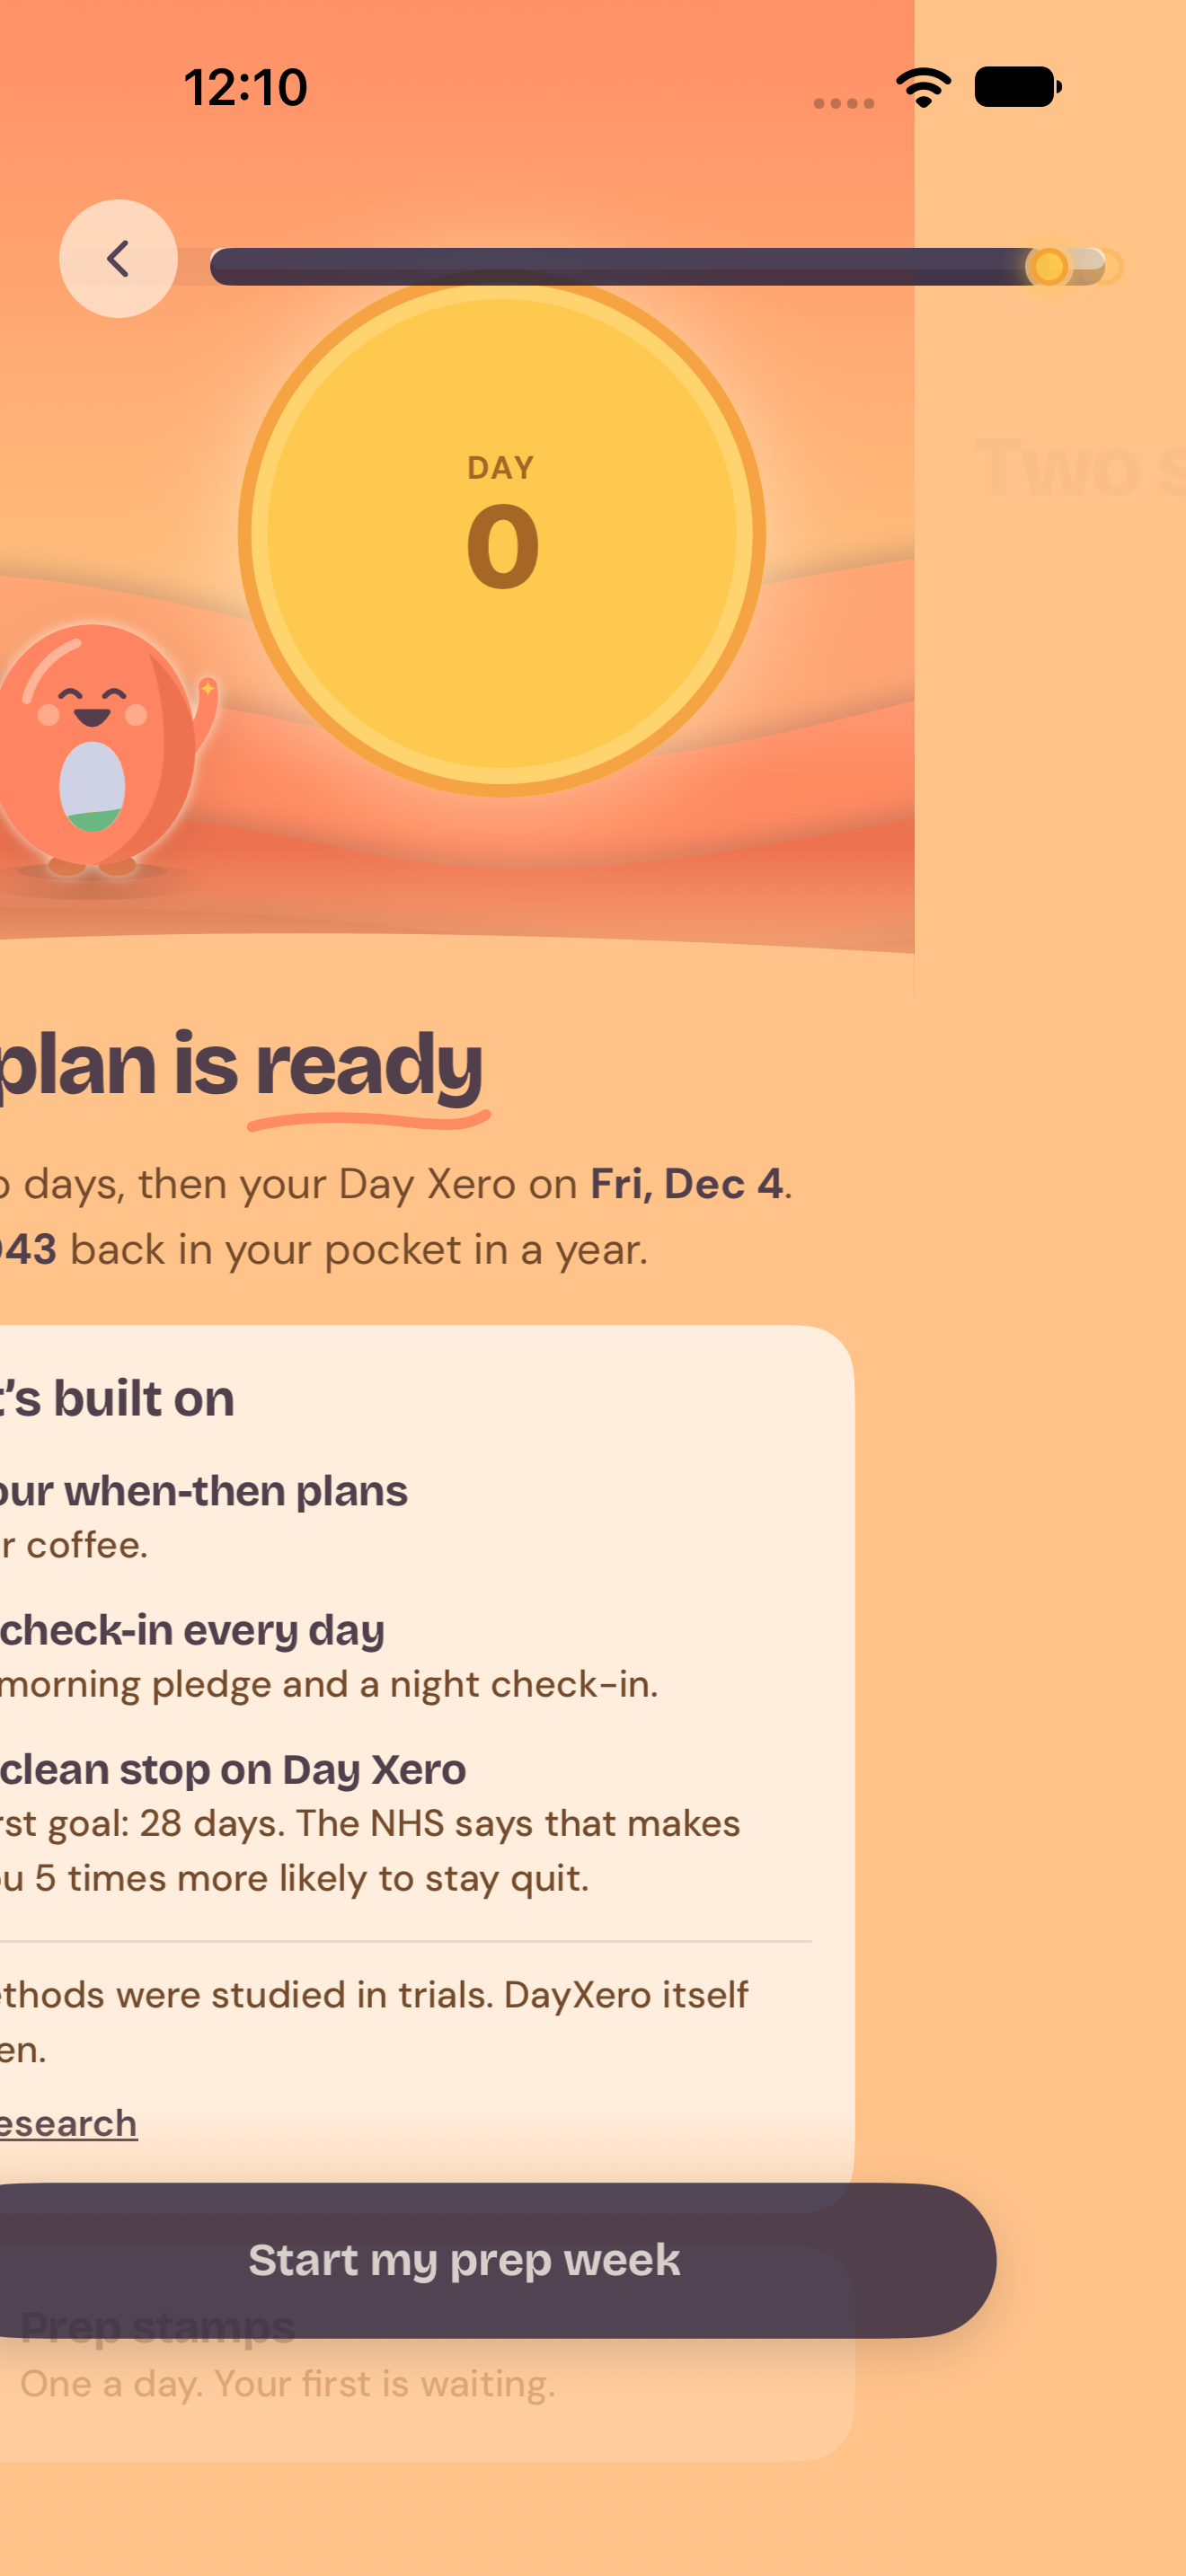 12:10
Two s
DAY
0
plan is ready
days, then your Day Xero on Fri, Dec 4.
943 back in your pocket in a year.
t's built on
our when-then plans
r coffee.
check-in every day
morning pledge and a night check-in.
clean stop on Day Xero
rst goal: 28 days. The NHS says that makes
ou 5 times more likely to stay quit.
ethods were studied in trials. DayXero itself
en.
esearch
Start my prep week
Prep stamps
One a day. Your first is waiting.